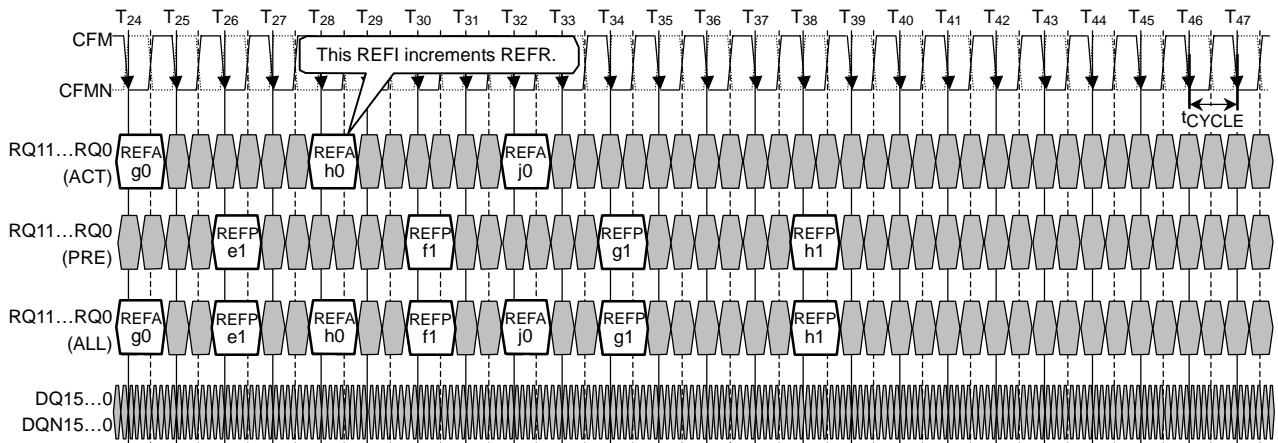 T24 T25 T26 T27 T28 T29 T30 T31 T32 T33 T34 T35 T36 T37 T38 T39 T40 T41 T42 T43 T44 T45 T46 T47
CFM
This REFI increments REFR.
CFMN
tCYCLE
RQ11…RQ0
(ACT)
REFA
g0
REFA
h0
REFA
j0
RQ11…RQ0
(PRE)
REFP
e1
REFP
f1
REFP
g1
REFP
h1
RQ11…RQ0
(ALL)
REFA
g0
REFP
e1
REFA
h0
REFP
f1
REFA
j0
REFP
g1
REFP
h1
DQ15…0
DQN15…0